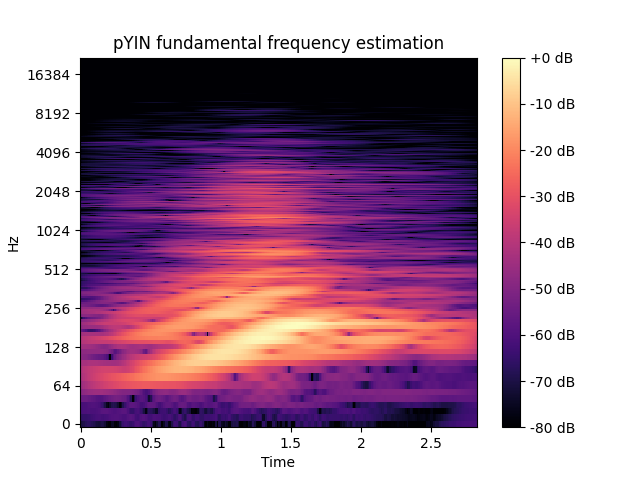 pYIN fundamental frequency estimation
16384
8192
4096
2048
1024
512
256
128
64
0
Hz
0
0.5
1
1.5
2
2.5
Time
+0 dB
-10 dB
-20 dB
-30 dB
-40 dB
-50 dB
-60 dB
-70 dB
-80 dB